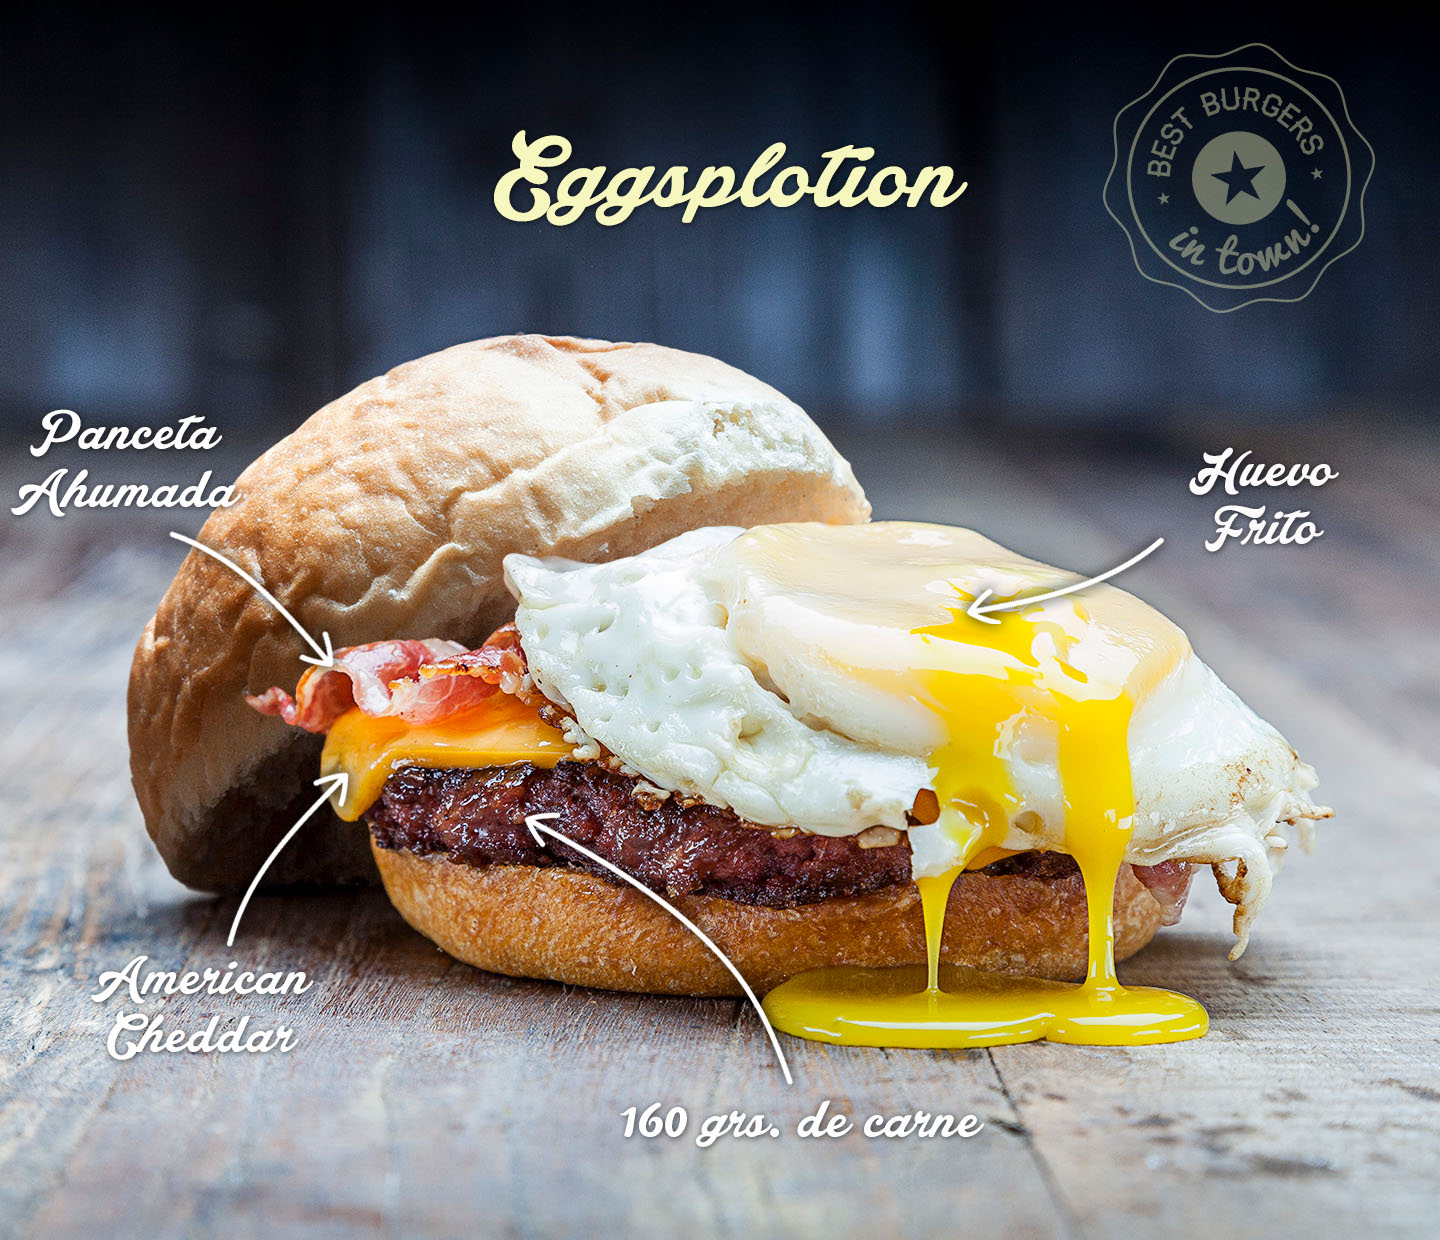 Eggsplotion
BEST BURGERS
in town!
Panceta
Ahumada
Huevo
Frito
American
Cheddar
160 grs. de carne